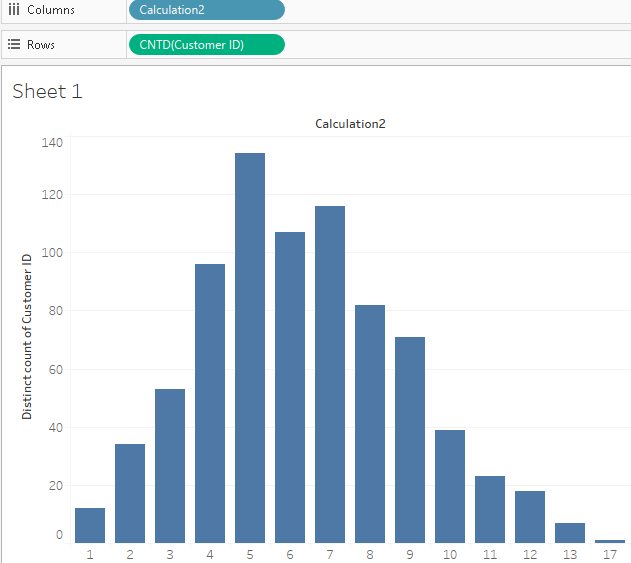 Columns Calculation2
Rows CNTD(Customer ID)
Sheet 1
Calculation2
Distinct count of Customer ID
140
120
100
80
60
40
20
0
1 2 3 4 5 6 7 8 9 10 11 12 13 17